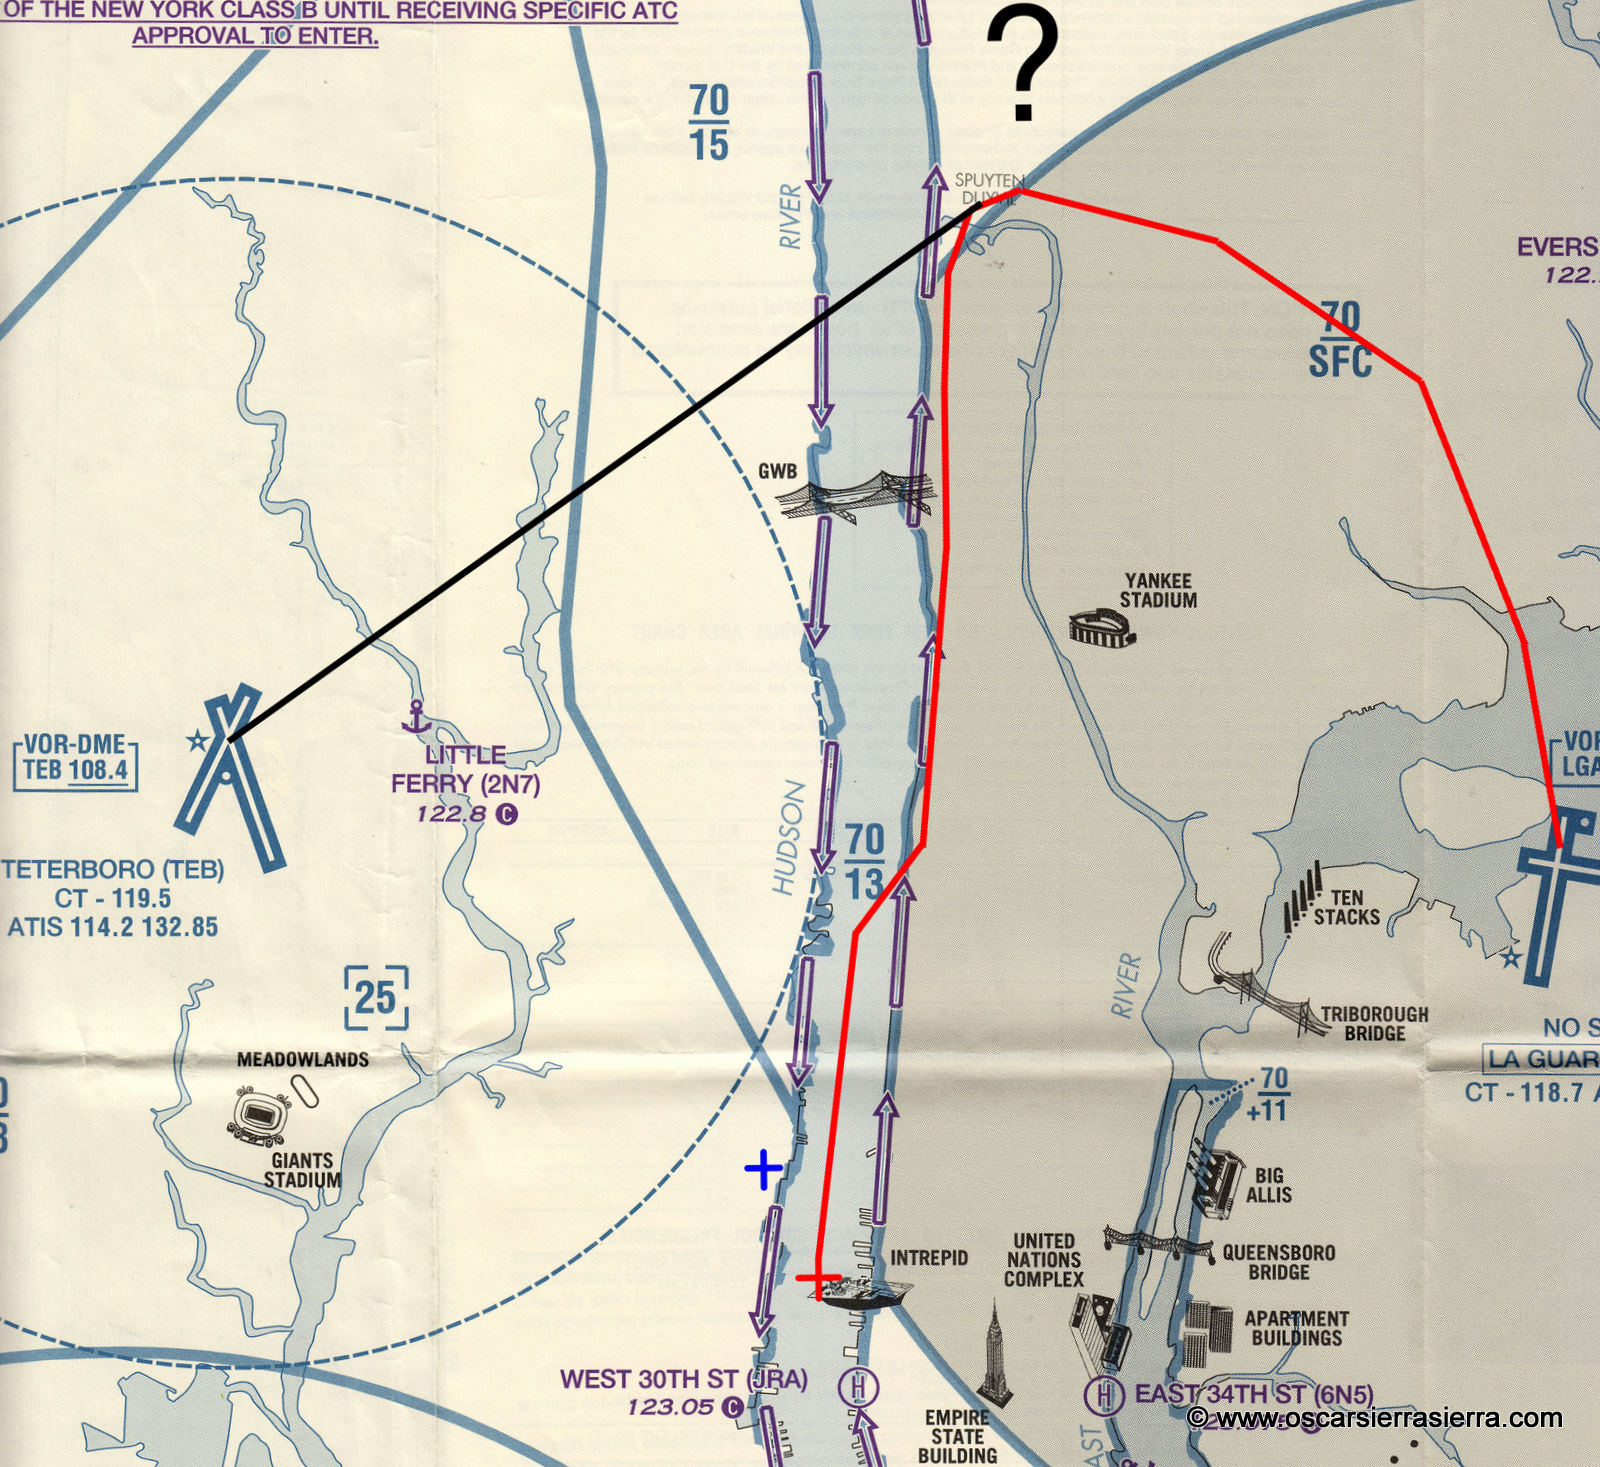 OF THE NEW YORK CLASS B UNTIL RECEIVING SPECIFIC ATC
APPROVAL TO ENTER.
?
70
15
RIVER
SPUYTEN
DUYVIL
EVERS
122.
70
SFC
GWB
YANKEE
STADIUM
VOR-DME
TEB 108.4
LITTLE
FERRY (2N7)
122.8 C
VOR
LGA
HUDSON
70
13
TETERBORO (TEB)
CT - 119.5
ATIS 114.2 132.85
TEN
STACKS
25
RIVER
TRIBOROUGH
BRIDGE
NO S
LA GUAR
CT - 118.7 A
MEADOWLANDS
70
+11
GIANTS
STADIUM
BIG
ALLIS
UNITED
NATIONS
COMPLEX
INTREPID
QUEENSBORO
BRIDGE
APARTMENT
BUILDINGS
WEST 30TH ST (JRA)
123.05 C
H
H
EAST 34TH ST (6N5)
© www.oscarsierrasierra.com
EMPIRE
STATE
BUILDING
EAST